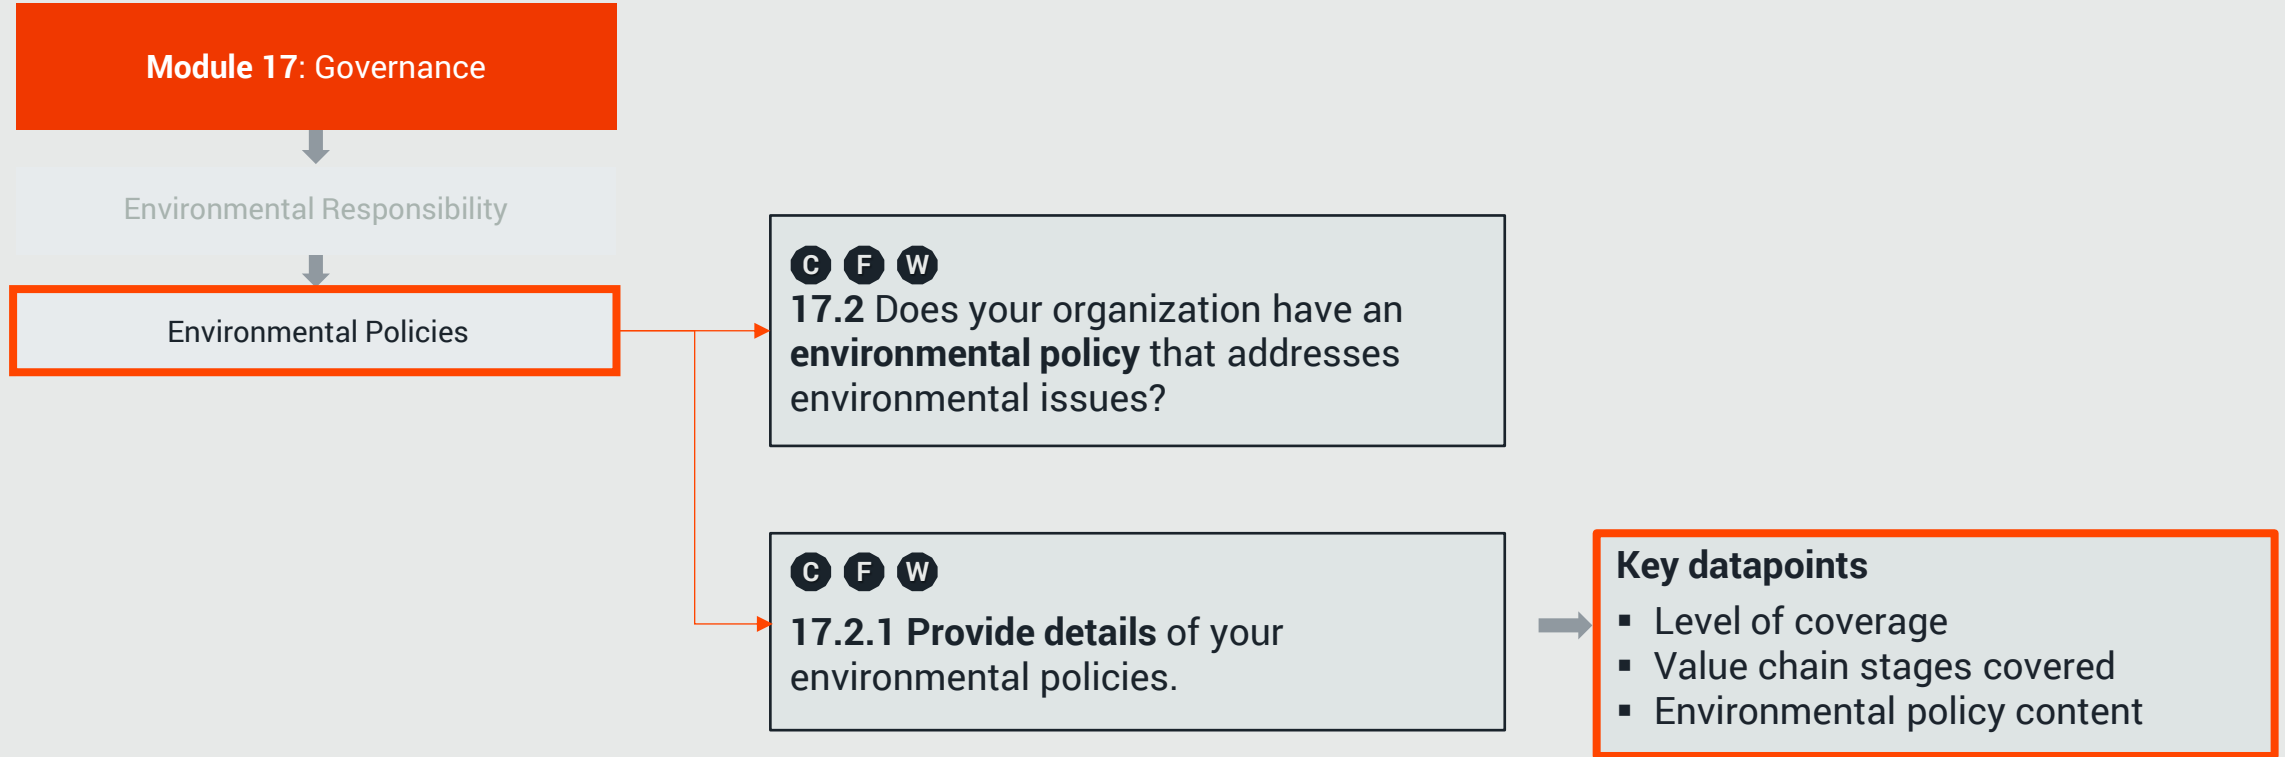 Module 17: Governance
Environmental Responsibility
Environmental Policies
C F W
17.2 Does your organization have an
environmental policy that addresses
environmental issues?
C F W
17.2.1 Provide details of your
environmental policies.
Key datapoints
▪ Level of coverage
▪ Value chain stages covered
▪ Environmental policy content